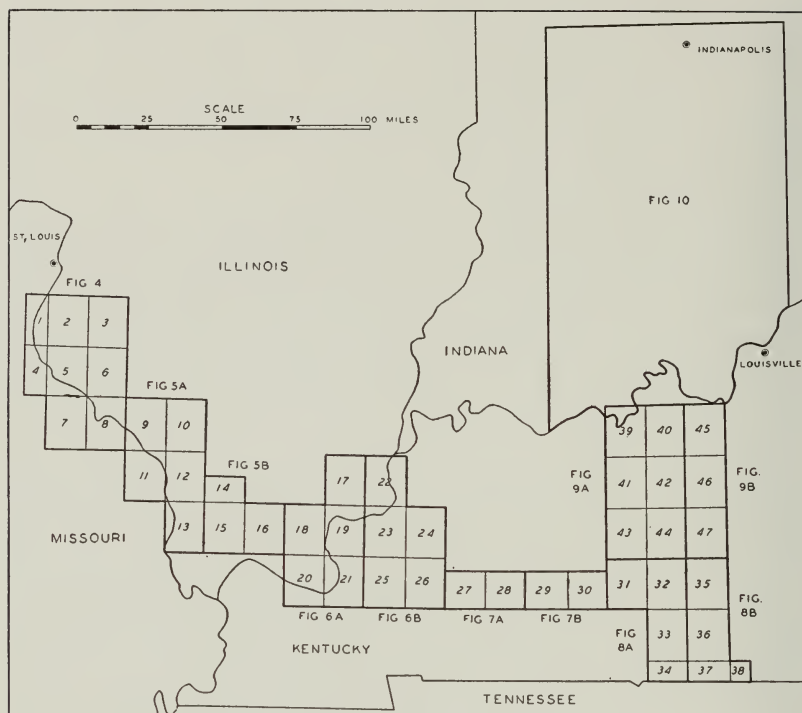 INDIANAPOLIS
SCALE
0 25 50 75 100 MILES
FIG 10
ST. LOUIS
ILLINOIS
FIG 4
1 2 3
INDIANA
LOUISVILLE
4 5 6
FIG 5A
7 8 9 10
39 40 45
11 12
FIG 5B
17 22
FIG 9A
41 42 46
FIG. 9B
14
MISSOURI
13 15 16 18 19 23 24
43 44 47
20 21 25 26
27 28 29 30
31 32 35
FIG 6A FIG 6B FIG 7A FIG 7B
FIG 8A
FIG. 8B
33 36
KENTUCKY
34 37 38
TENNESSEE